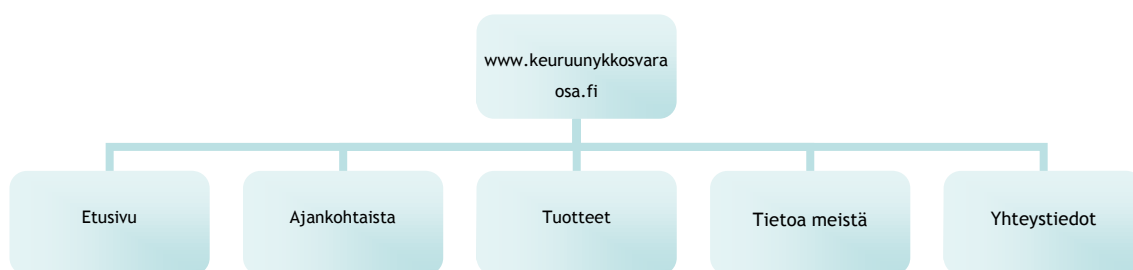 www.keuruunykkosvara
osa.fi
Etusivu
Ajankohtaista
Tuotteet
Tietoa meistä
Yhteystiedot